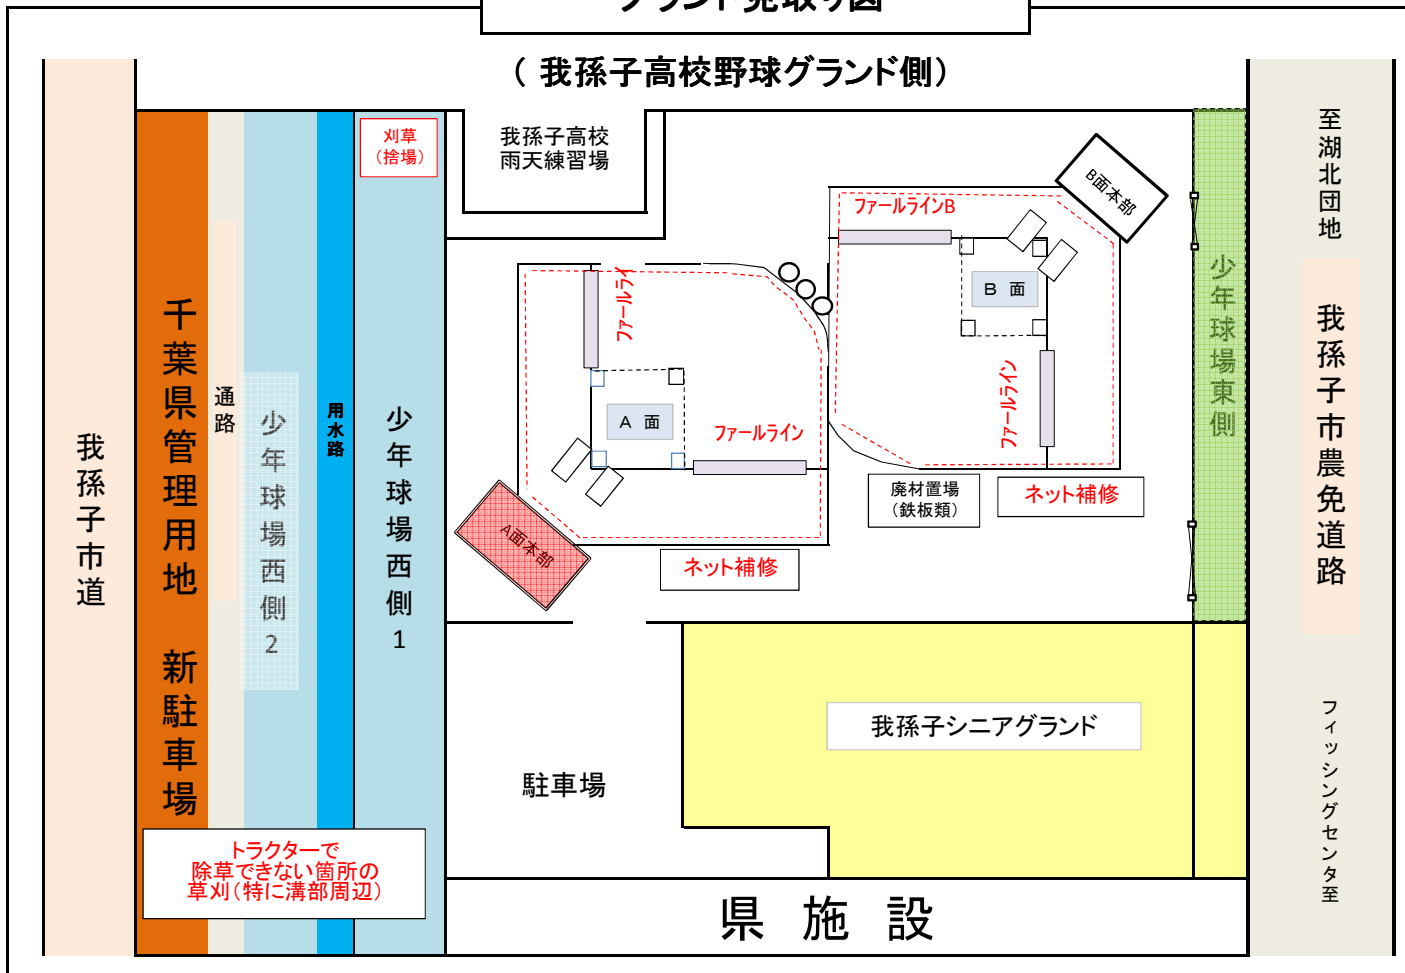 グランド見取り図
(我孫子高校野球グランド側)
刈草
(捨場)
我孫子高校
雨天練習場
B面本部
ファールラインB
B 面
ファールライン
ファールライ
A 面
ファールライン
A面本部
ネット補修
廃材置場
(鉄板類)
ネット補修
我孫子市道
千葉県管理用地 新駐車場
通路
少年球場西側2
用水路
少年球場西側1
少年球場東側
至湖北団地
我孫子市農免道路
フィッシングセンタ至
トラクターで
除草できない箇所の
草刈(特に溝部周辺)
駐車場
我孫子シニアグランド
県施設